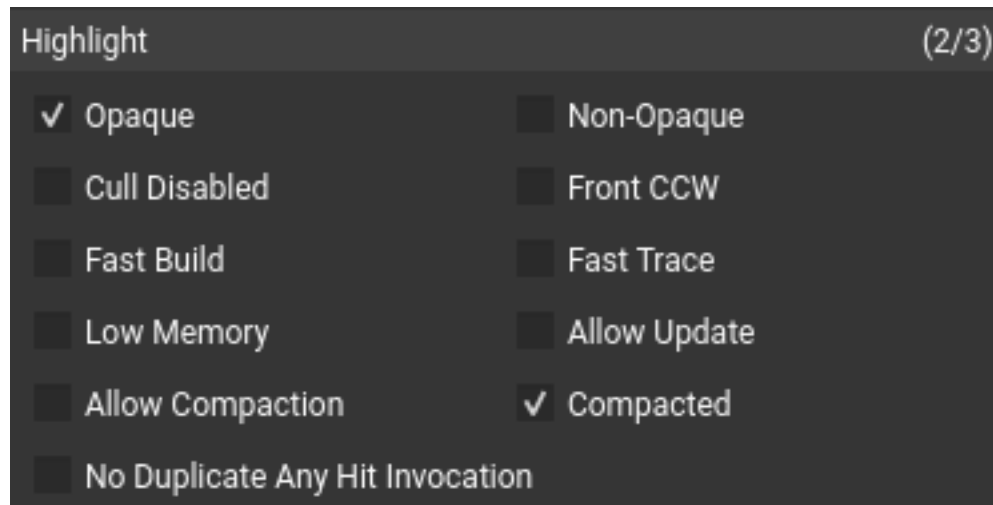 Highlight (2/3)
Opaque Non-Opaque
Cull Disabled Front CCW
Fast Build Fast Trace
Low Memory Allow Update
Allow Compaction Compacted
No Duplicate Any Hit Invocation